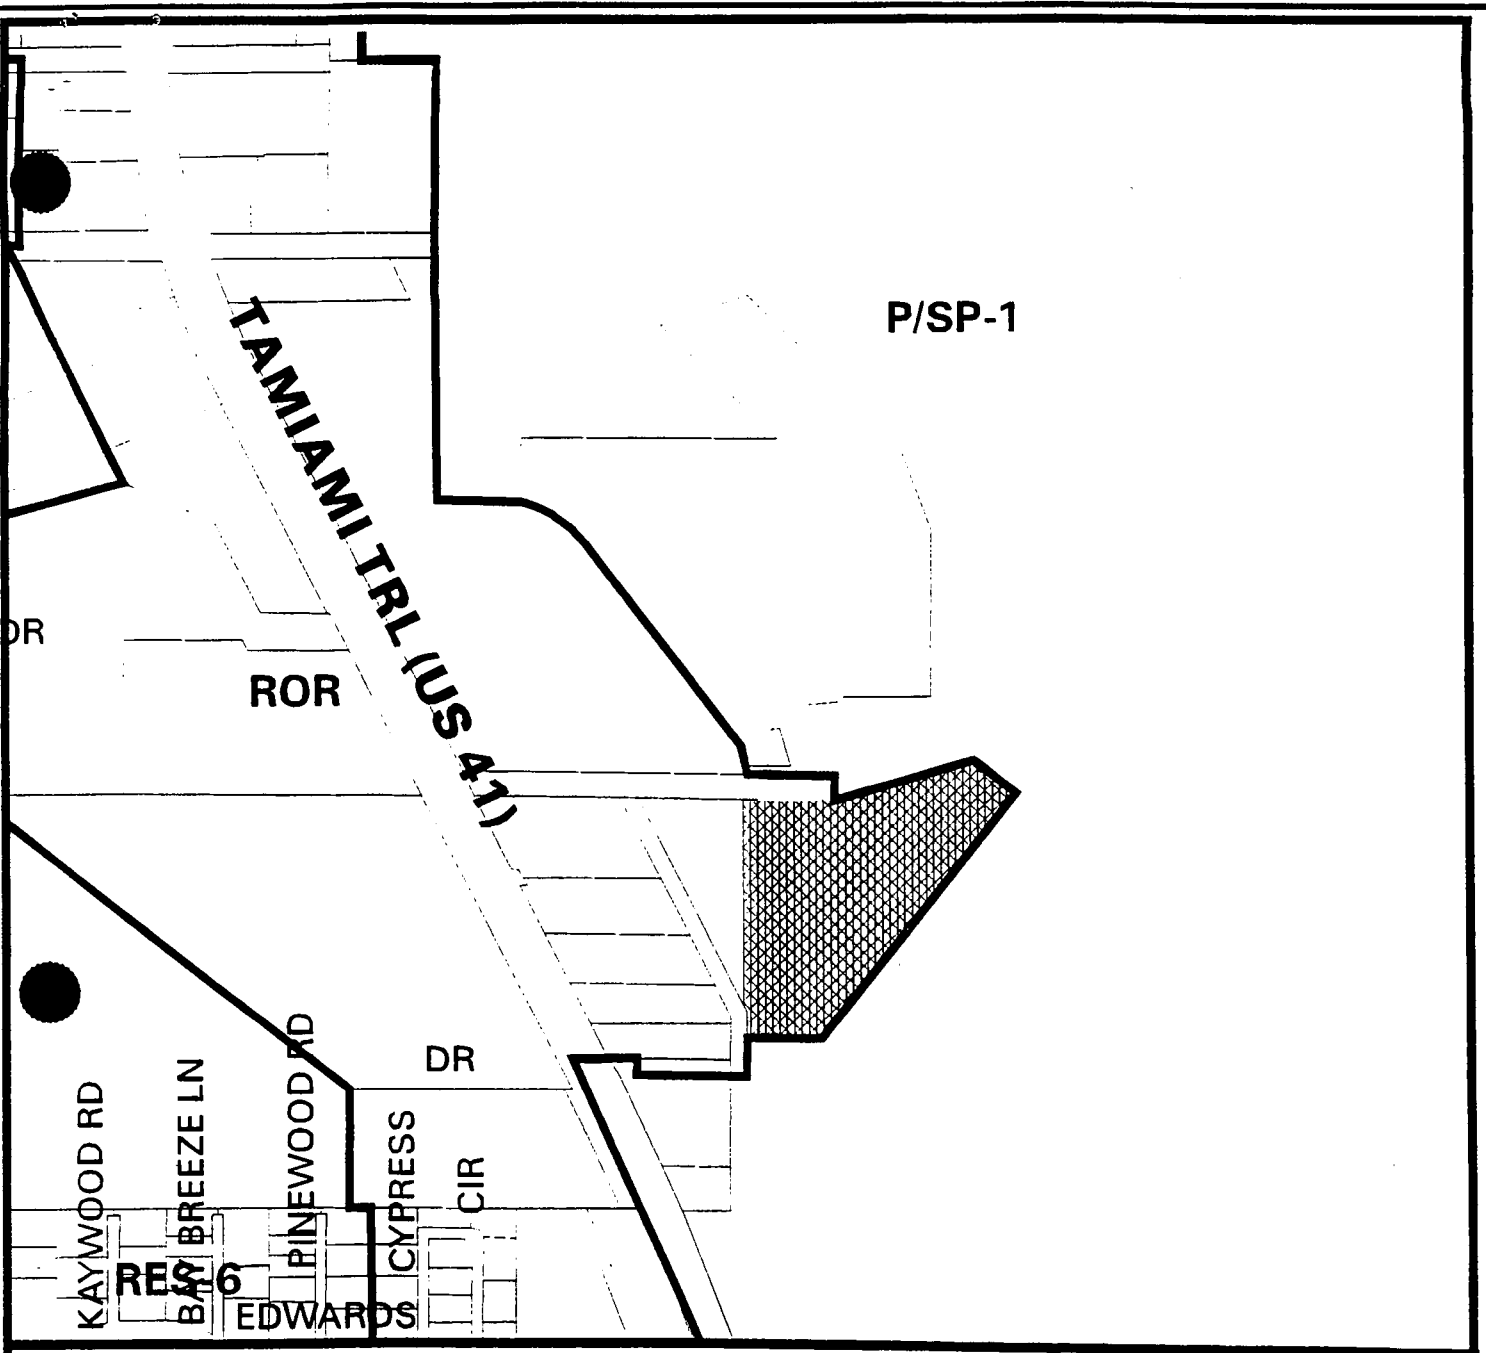 P/SP-1
TAMIAMI TRL (US 41)
DR
ROR
DR
KAYWOOD RD
BAY BREEZE LN
PINEWOOD RD
CYPRESS
CIR
RES-6
EDWARDS